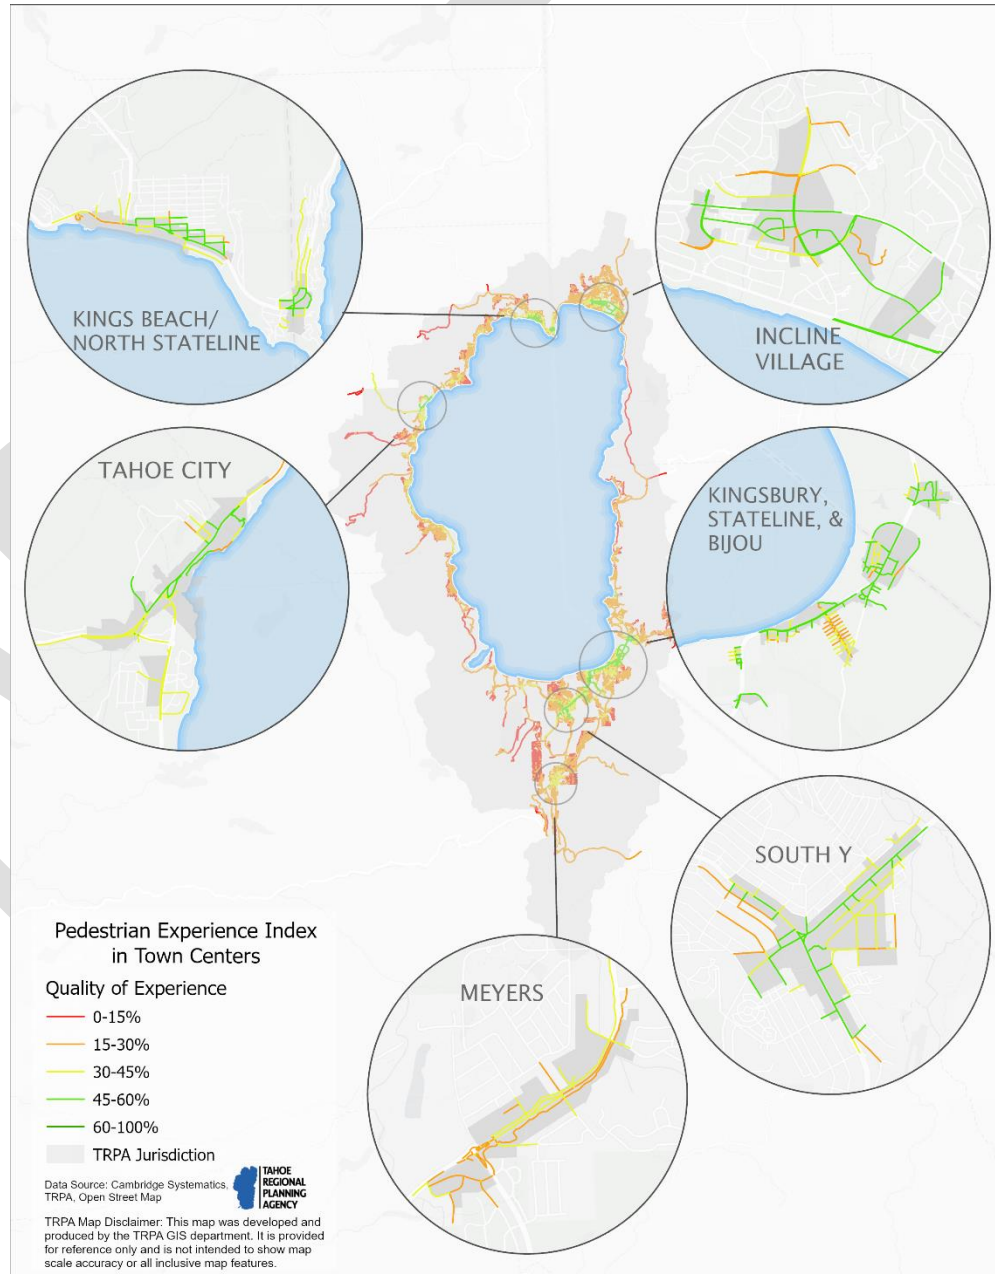 KINGS BEACH/
NORTH STATELINE
INCLINE
VILLAGE
TAHOE CITY
KINGSBURY,
STATELINE, &
BIJOU
SOUTH Y
MEYERS
Pedestrian Experience Index
in Town Centers
Quality of Experience
0-15%
15-30%
30-45%
45-60%
60-100%
TRPA Jurisdiction
Data Source: Cambridge Systematics,
TRPA, Open Street Map
TAHOE
REGIONAL
PLANNING
AGENCY
TRPA Map Disclaimer: This map was developed and
produced by the TRPA GIS department. It is provided
for reference only and is not intended to show map
scale accuracy or all inclusive map features.